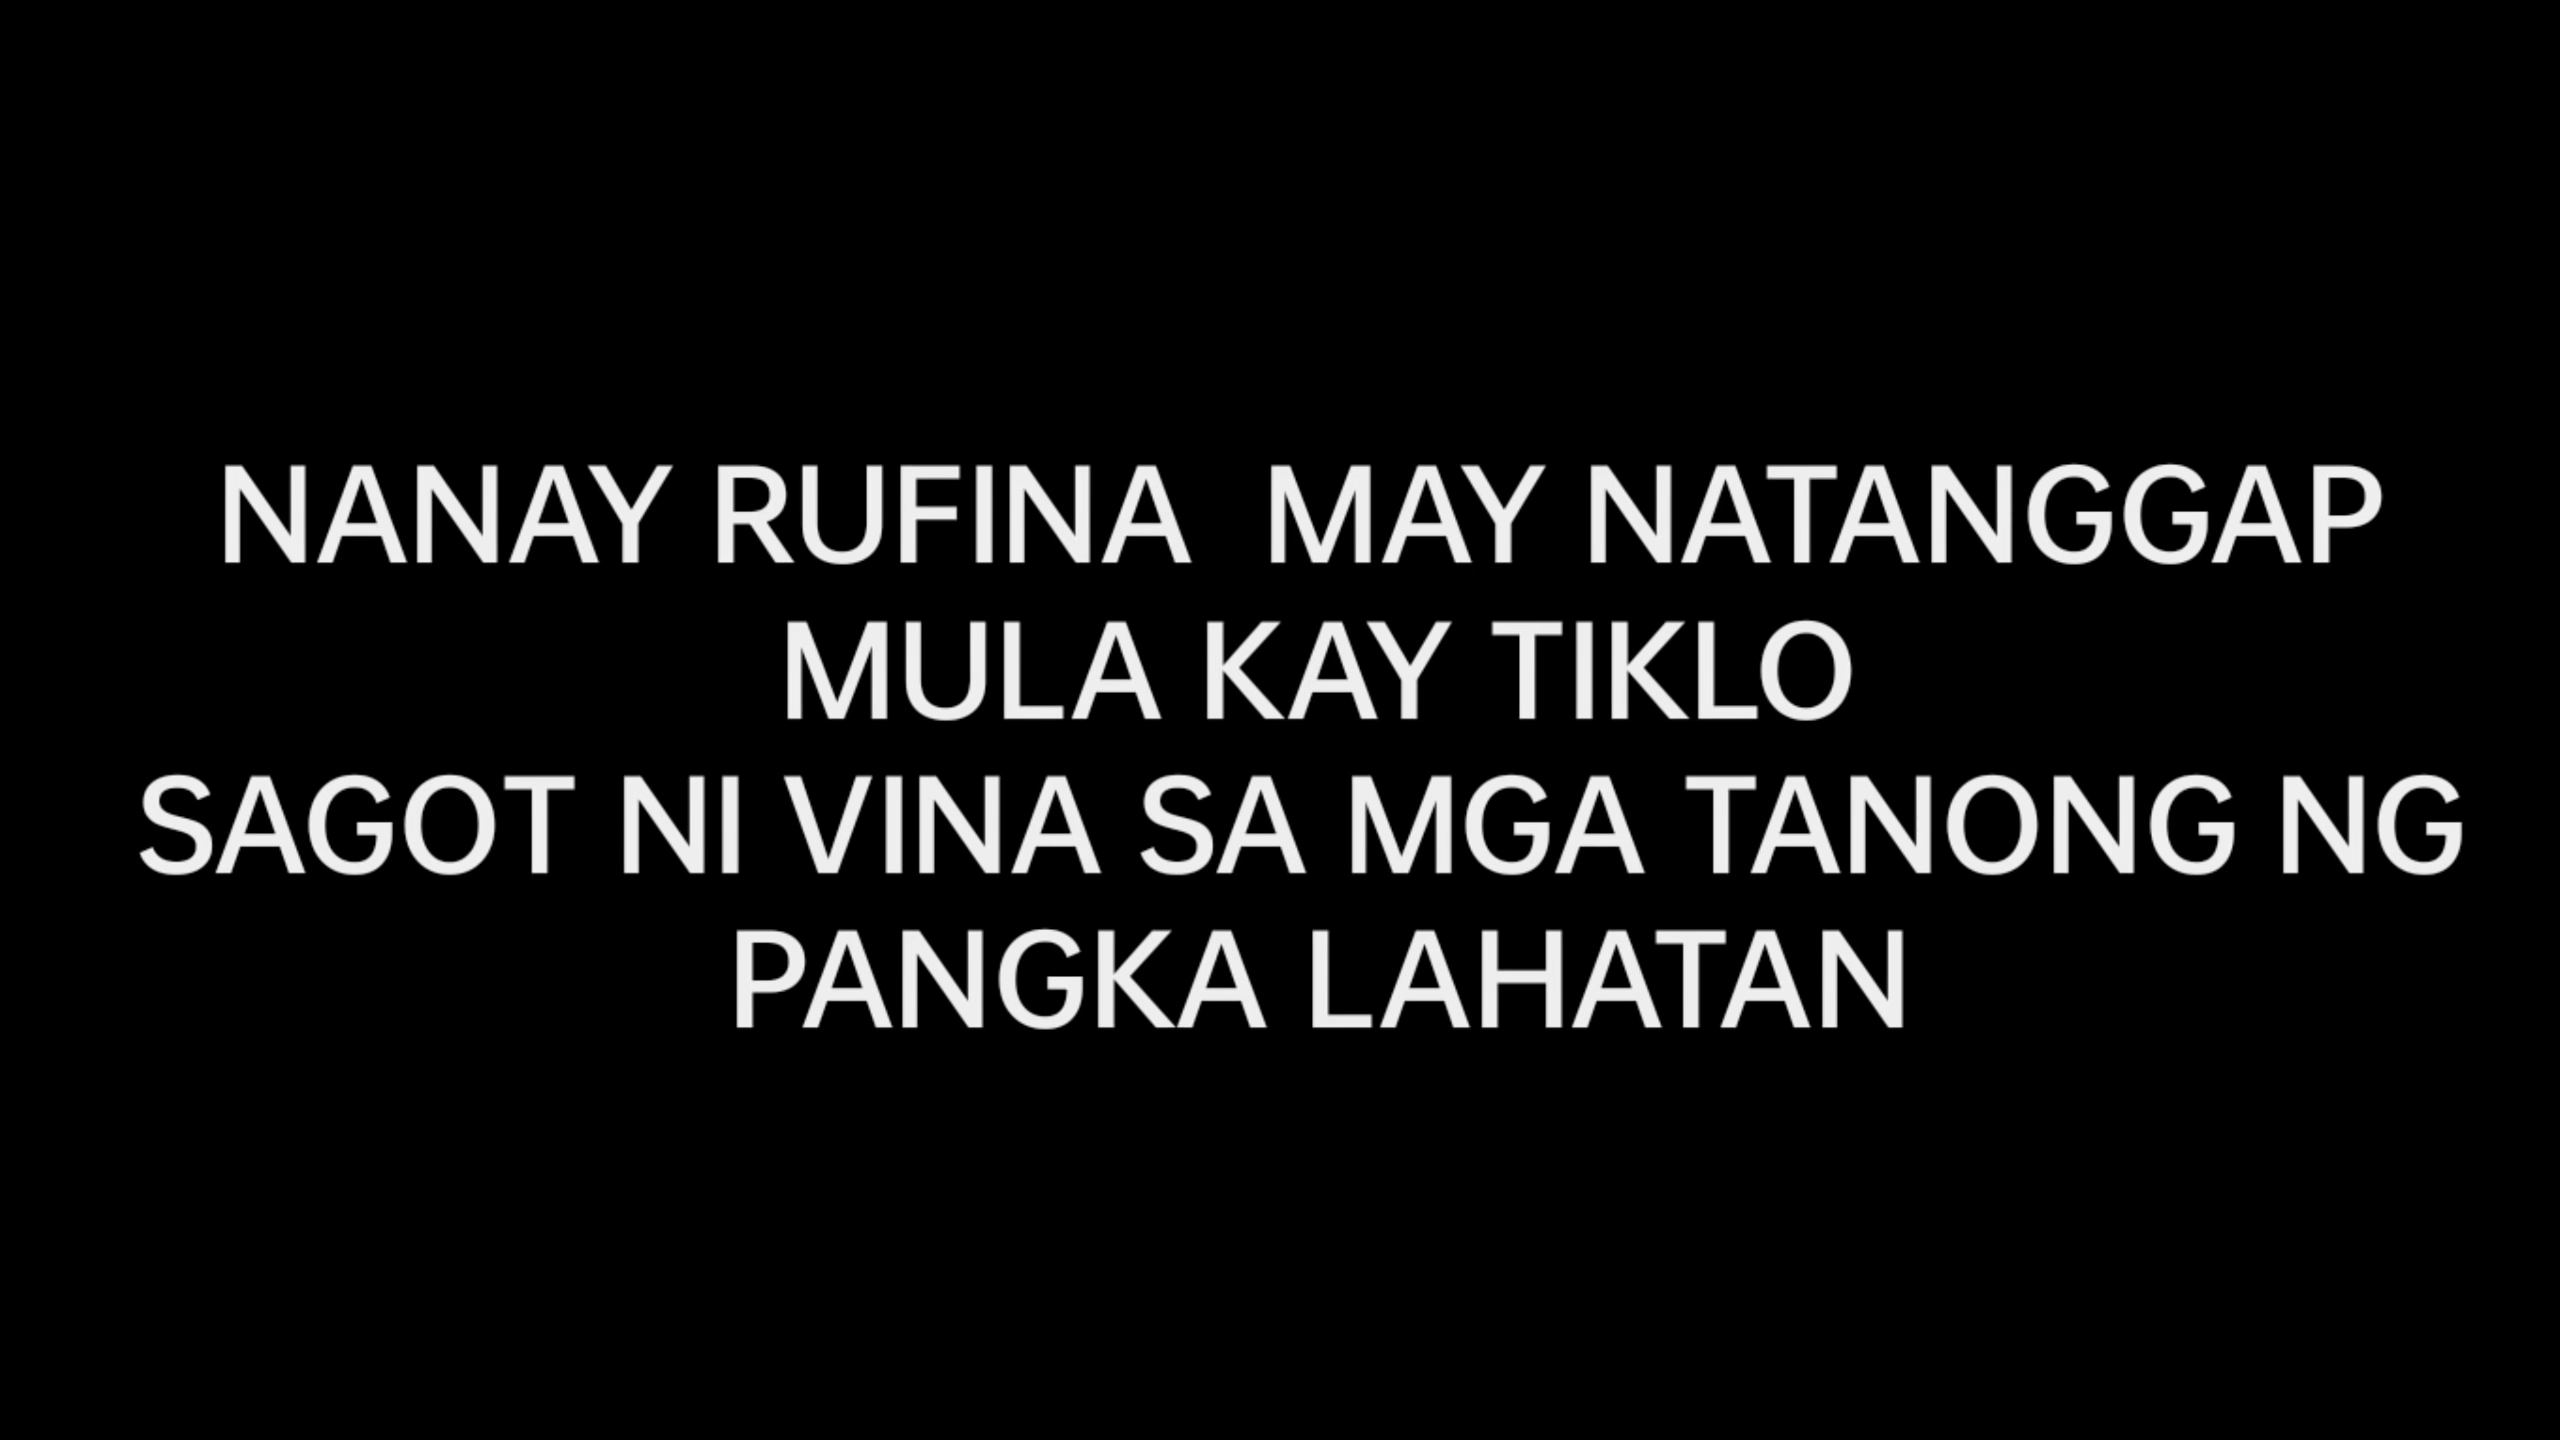 NANAY RUFINA  MAY NATANGGAP
MULA KAY TIKLO
SAGOT NI VINA SA MGA TANONG NG
PANGKA LAHATAN